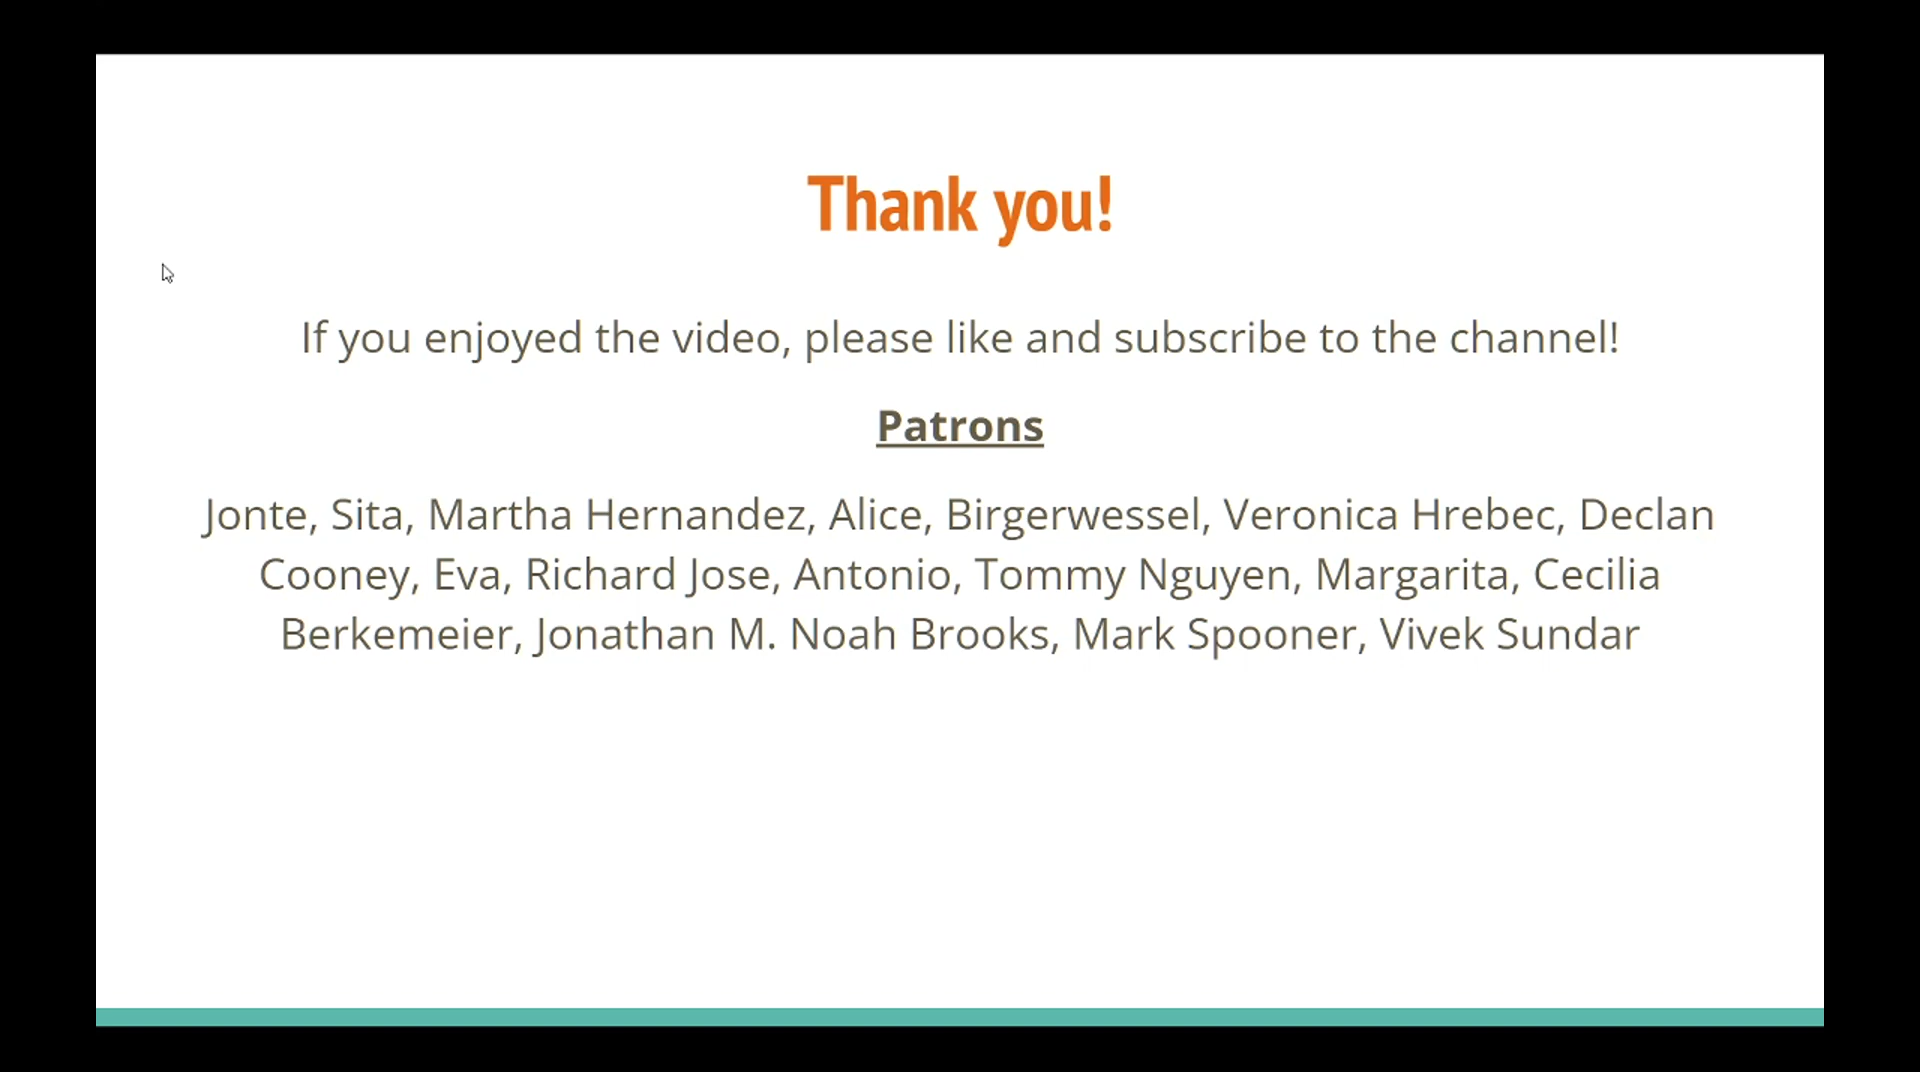 Thank you!
If you enjoyed the video, please like and subscribe to the channel!
Patrons
Jonte, Sita, Martha Hernandez, Alice, Birgerwessel, Veronica Hrebec, Declan
Cooney, Eva, Richard Jose, Antonio, Tommy Nguyen, Margarita, Cecilia
Berkemeier, Jonathan M. Noah Brooks, Mark Spooner, Vivek Sundar